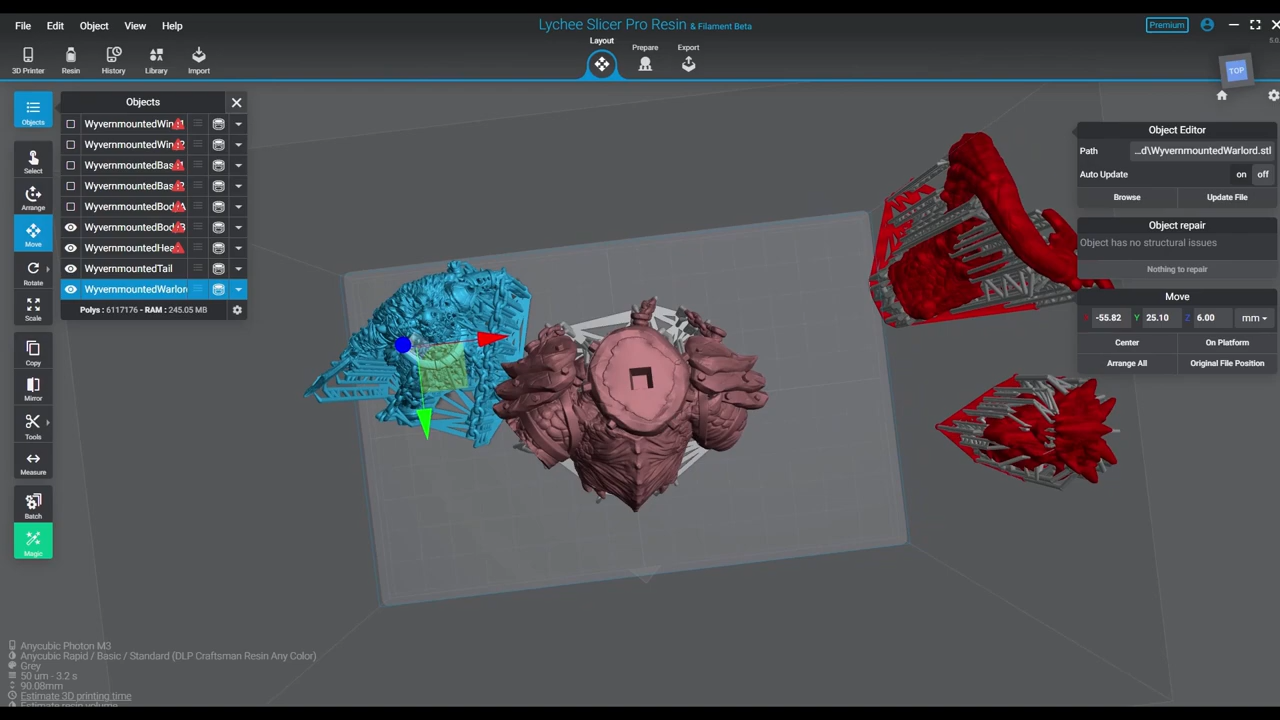 File Edit Object View Help
Lychee Slicer Pro Resin & Filament Beta
Premium
3D Printer Resin History Library Import
Layout Prepare Export
TOP
Objects
Select
Arrange
Move
Rotate
Scale
Copy
Mirror
Tools
Measure
Batch
Magic
Objects
WyvernmountedWin
WyvernmountedWin
WyvernmountedBas
WyvernmountedBas
WyvernmountedBod
WyvernmountedBod
WyvernmountedHea
WyvernmountedTail
WyvernmountedWarlor
Polys : 6117176 - RAM : 245.05 MB
Object Editor
Path ...d\WyvernmountedWarlord.stl
Auto Update on off
Browse Update File
Object repair
Object has no structural issues
Nothing to repair
Move
X -55.82 Y 25.10 Z 6.00 mm
Center On Platform
Arrange All Original File Position
Anycubic Photon M3
Anycubic Rapid / Basic / Standard (DLP Craftsman Resin Any Color)
Grey
50 um - 3.2 s
90.08mm
Estimate 3D printing time
Estimate resin volume